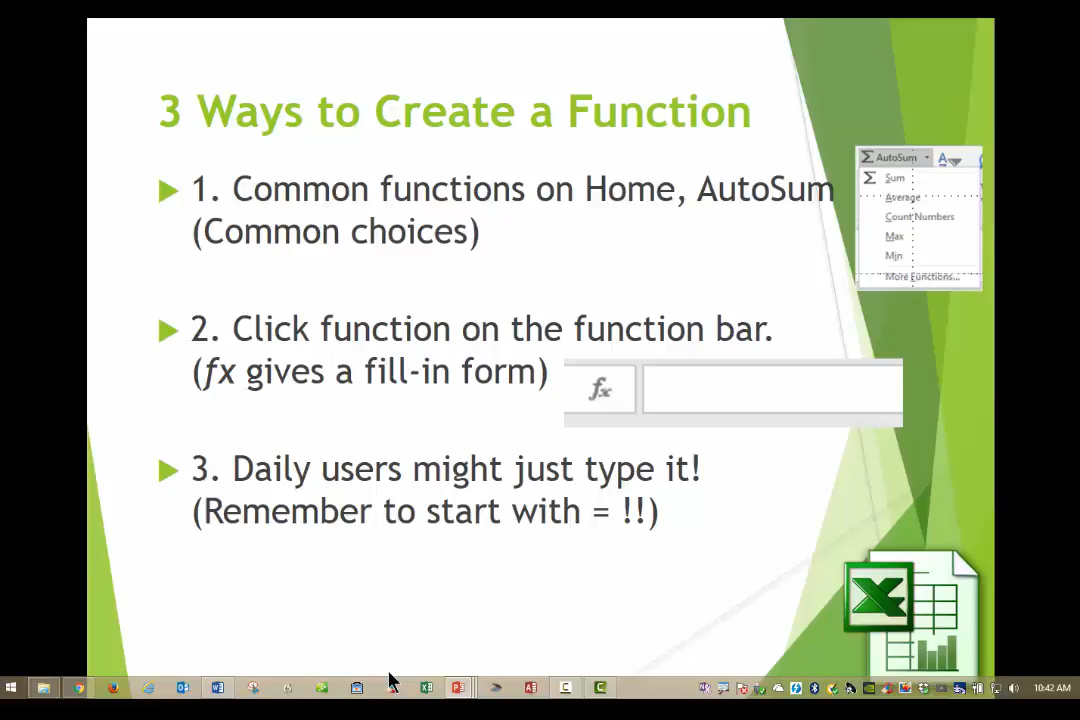 3 Ways to Create a Function
1. Common functions on Home, AutoSum
(Common choices)
Σ AutoSum
A
Σ Sum
Average
Count Numbers
Max
Min
More Functions...
2. Click function on the function bar.
(fx gives a fill-in form)
fx
3. Daily users might just type it!
(Remember to start with = !!)
X
10:42 AM